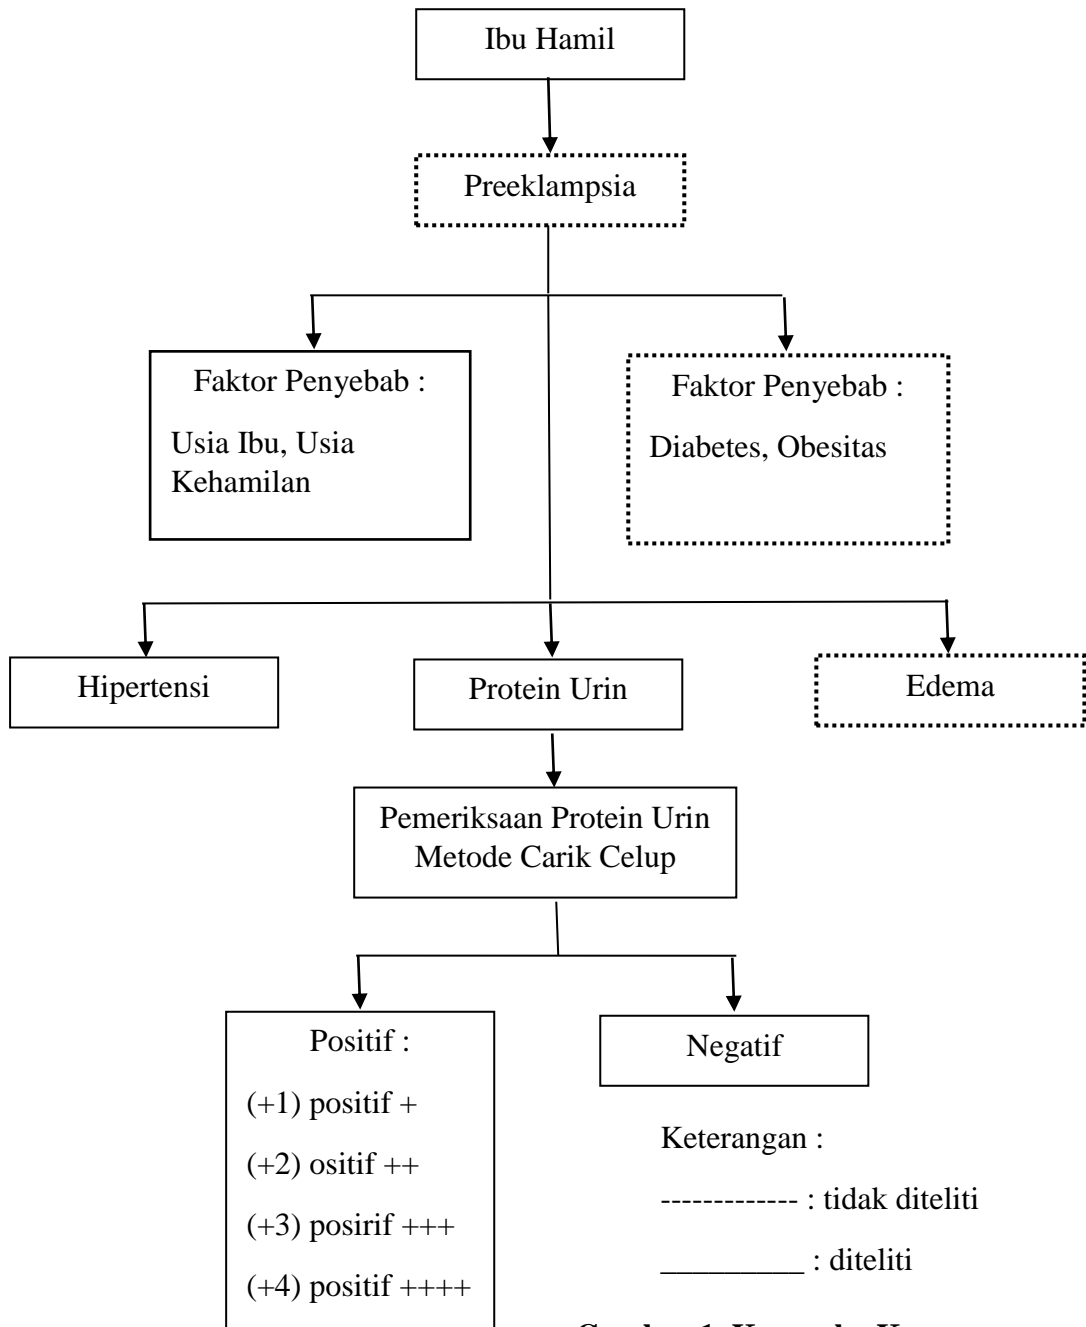 Ibu Hamil
Preeklampsia
Faktor Penyebab :
Usia Ibu, Usia
Kehamilan
Faktor Penyebab :
Diabetes, Obesitas
Hipertensi
Protein Urin
Edema
Pemeriksaan Protein Urin
Metode Carik Celup
Positif :
(+1) positif +
(+2) ositif ++
(+3) posirif +++
(+4) positif ++++
Negatif
Keterangan :
------------- : tidak diteliti
_________ : diteliti